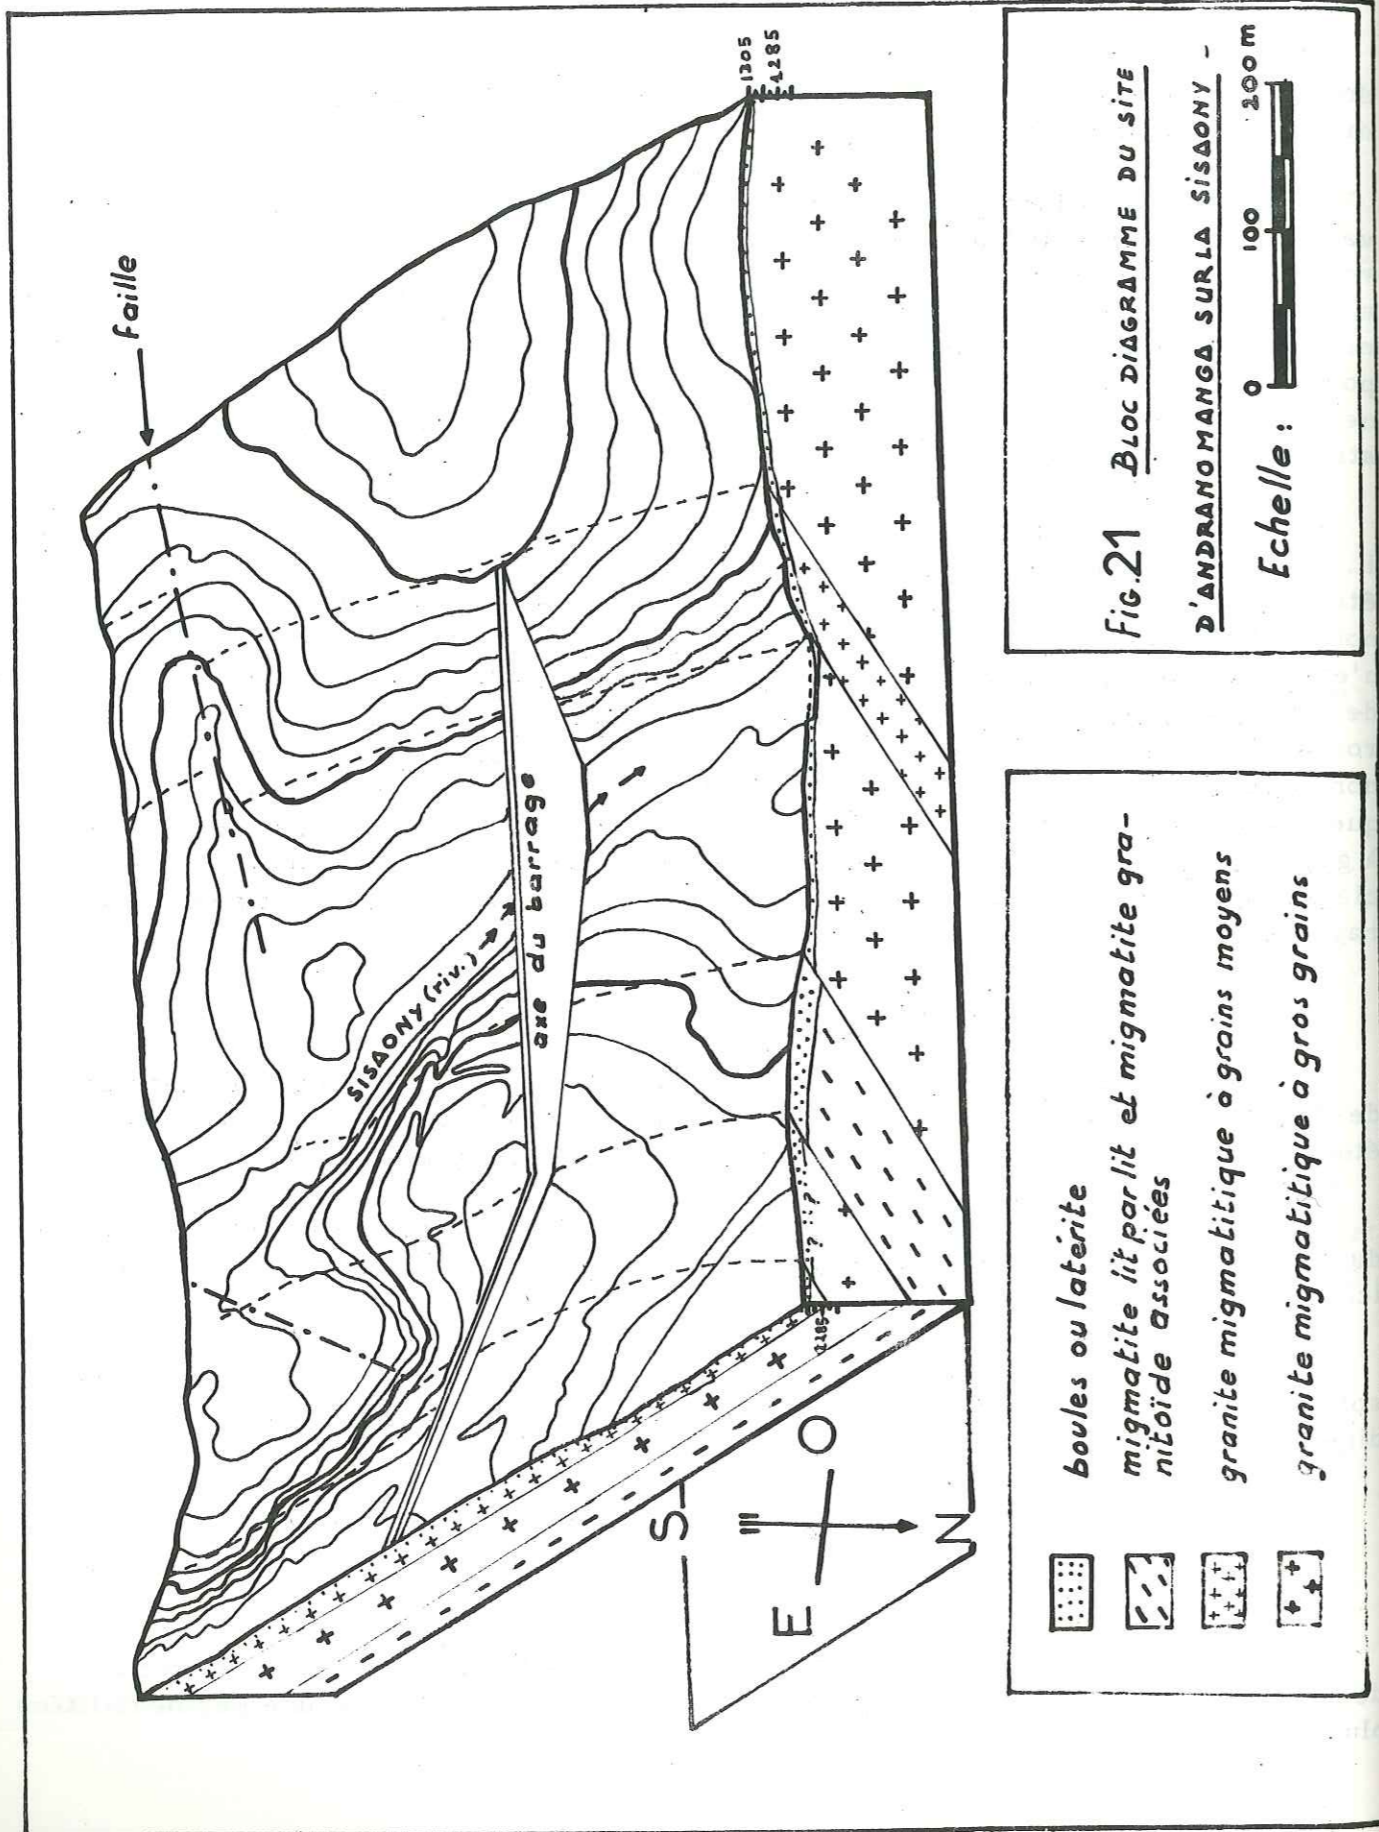 faille
1305
1285
SISAONY (riv.)
axe du barrage
1285
? ::?
S
E
O
N
boules ou latérite
migmatite lit par lit et migmatite gra-
nitoïde associées
granite migmatitique à grains moyens
granite migmatitique à gros grains
FIG.21 BLOC DIAGRAMME DU SITE
D'ANDRANOMANGA SUR LA SISAONY -
Echelle :
0 100 200 m